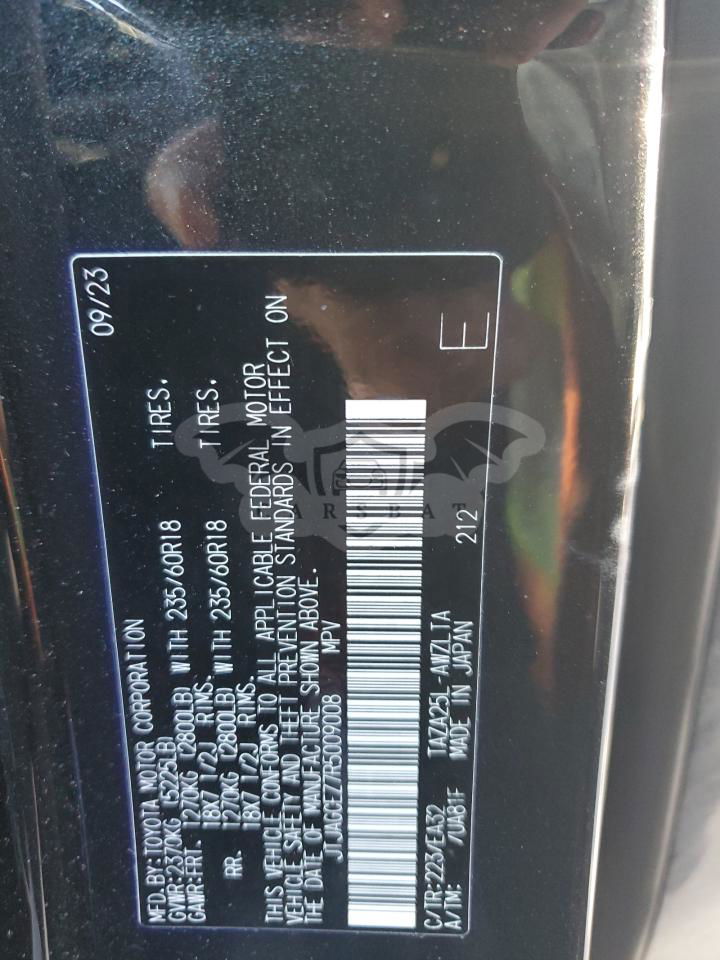 09/23
MFD.BY:TOYOTA MOTOR CORPORATION
GVWR:2370KG (5225LB)
GAWR:FRT. 1270KG (2800LB) WITH 235/60R18 TIRES.
18X7 1/2J RIMS.
RR. 1270KG (2800LB) WITH 235/60R18 TIRES.
18X7 1/2J RIMS.
THIS VEHICLE CONFORMS TO ALL APPLICABLE FEDERAL MOTOR
VEHICLE SAFETY AND THEFT PREVENTION STANDARDS IN EFFECT ON
THE DATE OF MANUFACTURE SHOWN ABOVE.
JTJAGCEZ7R5009008 MPV
C/TR:223/EA32 TAZA25L-AWZLTA 212
A/TM: /UA81F MADE IN JAPAN
E
CARSBAT